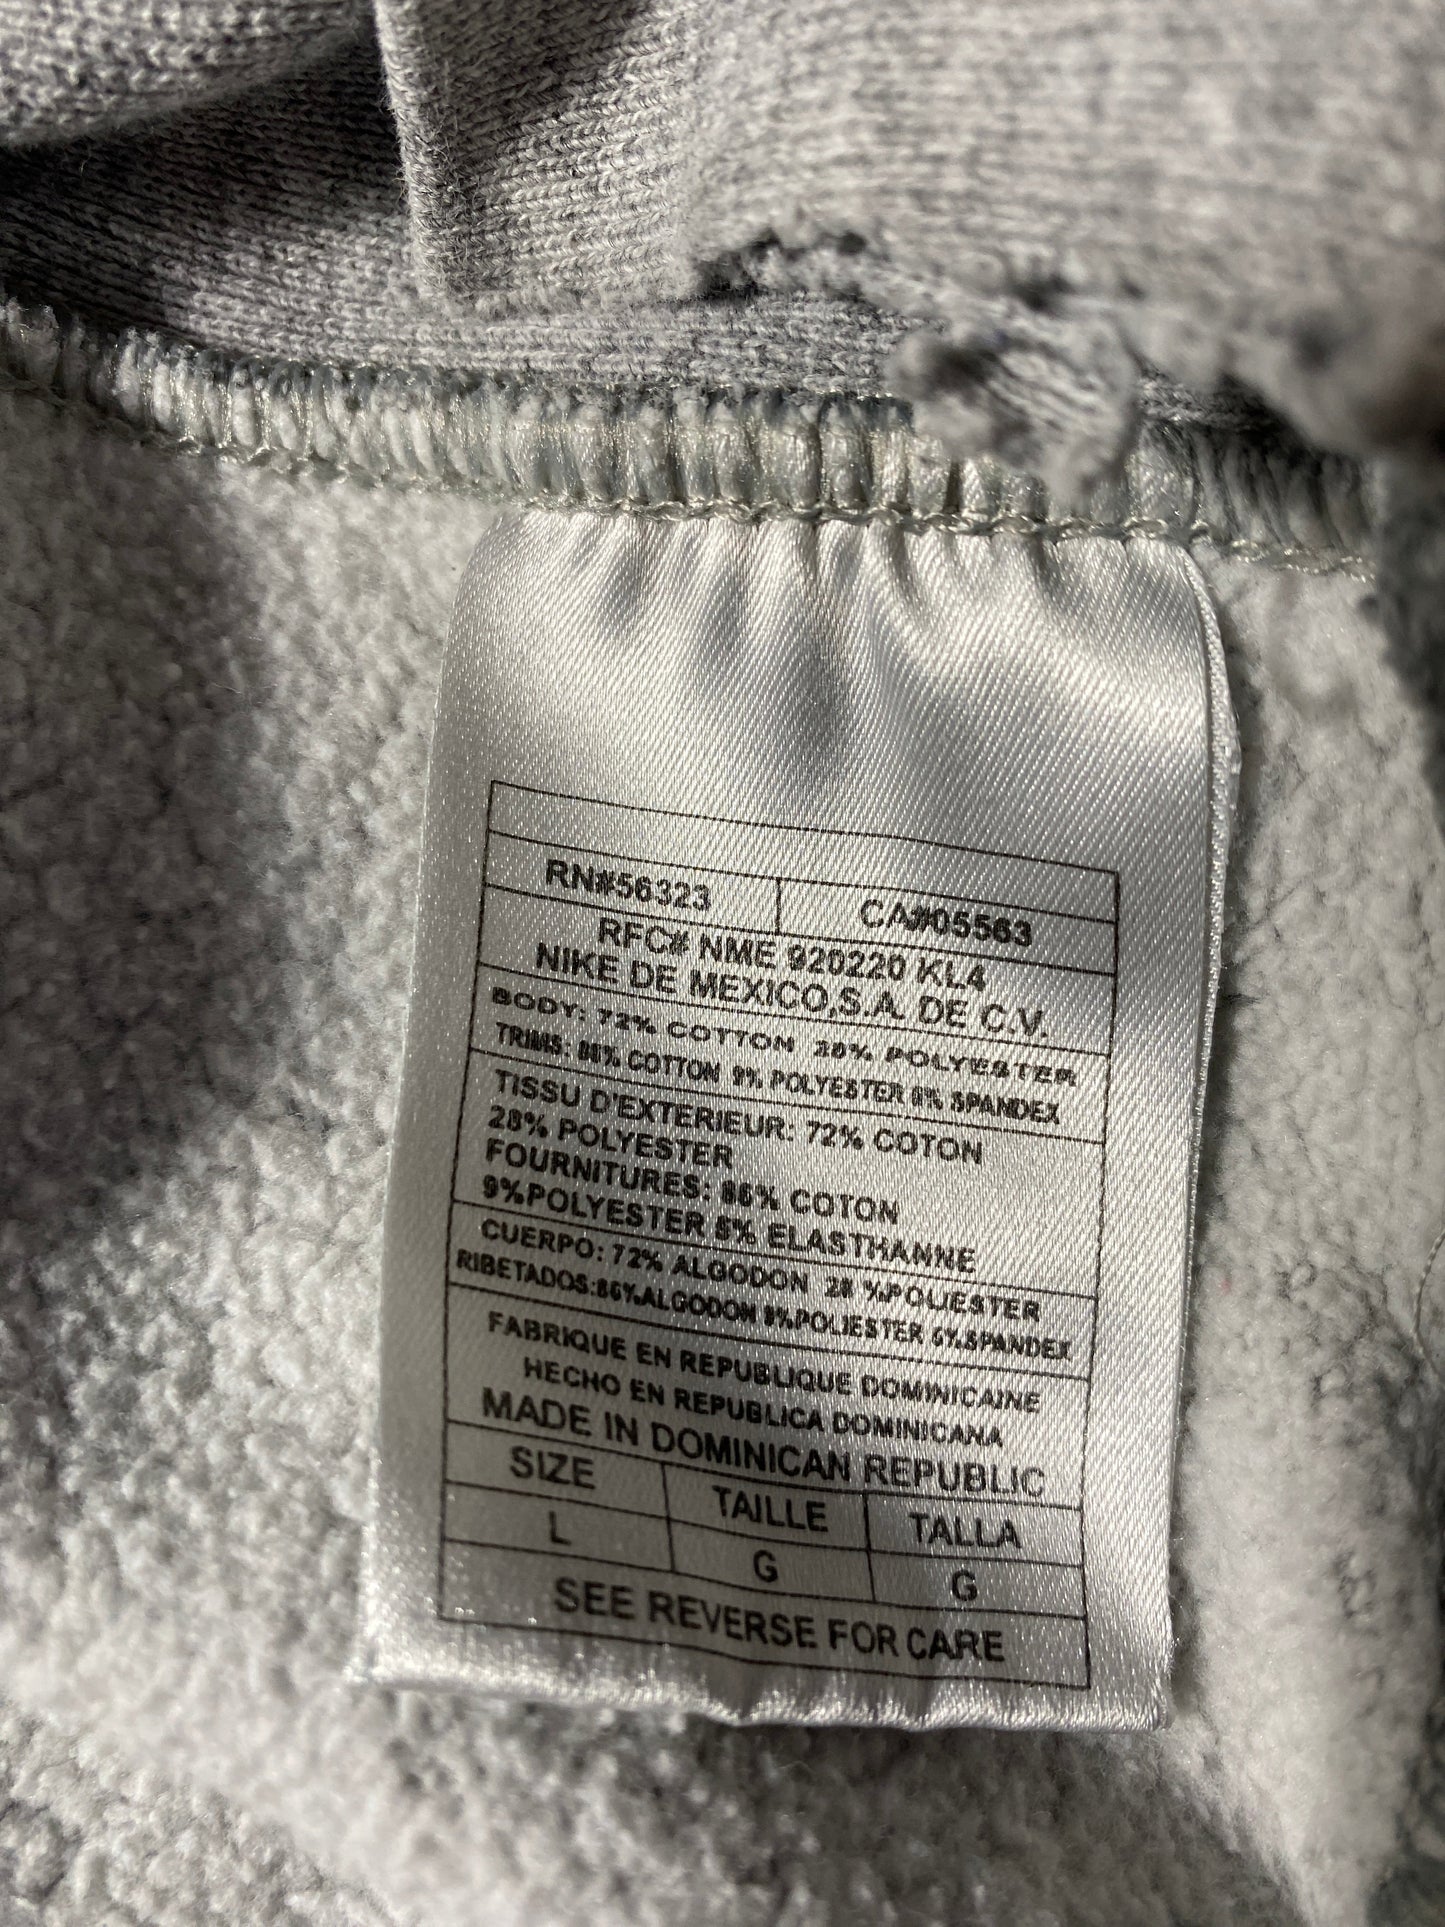 RN#56323 CA#05563
RFC# NME 920220 KL4
NIKE DE MEXICO,S.A. DE C.V.
BODY: 72% COTTON 28% POLYESTER
TRIMS: 86% COTTON 9% POLYESTER 5% SPANDEX
TISSU D'EXTERIEUR: 72% COTON
28% POLYESTER
FOURNITURES: 86% COTON
9%POLYESTER 5% ELASTHANNE
CUERPO: 72% ALGODON 28 %POLIESTER
RIBETADOS:86%ALGODON 9%POLIESTER 5%SPANDEX
FABRIQUE EN REPUBLIQUE DOMINICAINE
HECHO EN REPUBLICA DOMINICANA
MADE IN DOMINICAN REPUBLIC
SIZE TAILLE TALLA
L G G
SEE REVERSE FOR CARE